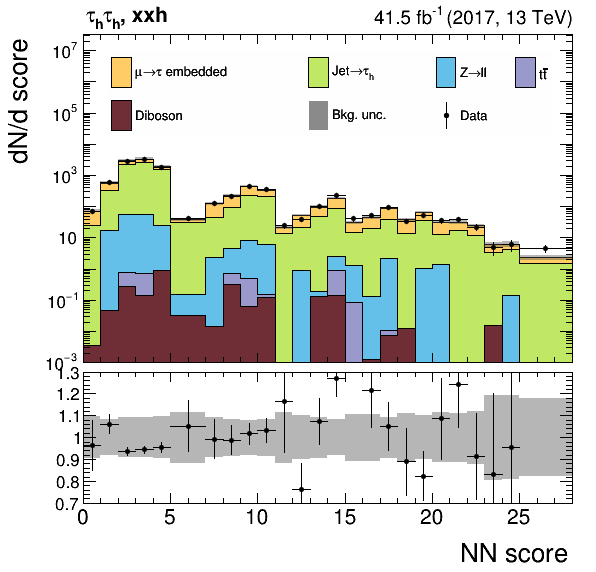 τhτh, xxh 41.5 fb⁻¹ (2017, 13 TeV)
dN/d score
10⁷
μ→τ embedded Jet→τh Z→ll tt̄
10⁵
Diboson Bkg. unc. Data
10³
10
10⁻¹
10⁻³
1.3
1.2
1.1
1
0.9
0.8
0.7
0 5 10 15 20 25
NN score